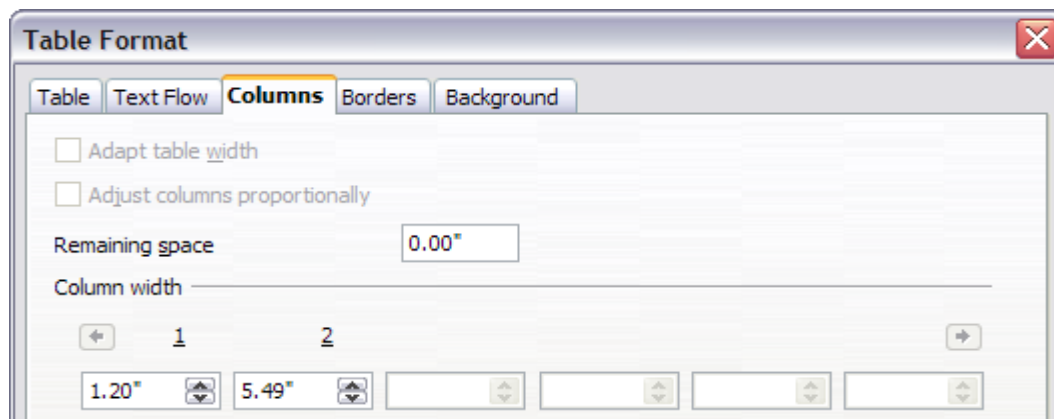 Table Format
Table Text Flow Columns Borders Background
Adapt table width
Adjust columns proportionally
Remaining space 0.00"
Column width
1 2
1.20" 5.49"